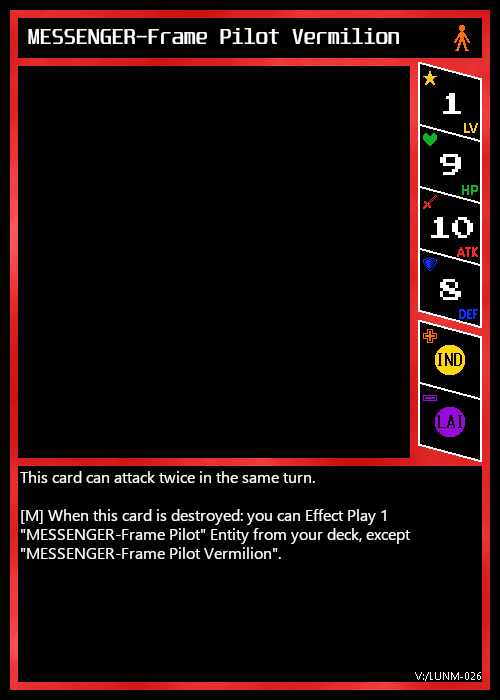 MESSENGER-Frame Pilot Vermilion
1
LV
9
HP
10
ATK
8
DEF
IND
LAI
This card can attack twice in the same turn.
[M] When this card is destroyed: you can Effect Play 1
"MESSENGER-Frame Pilot" Entity from your deck, except
"MESSENGER-Frame Pilot Vermilion".
V:/LUNM-026